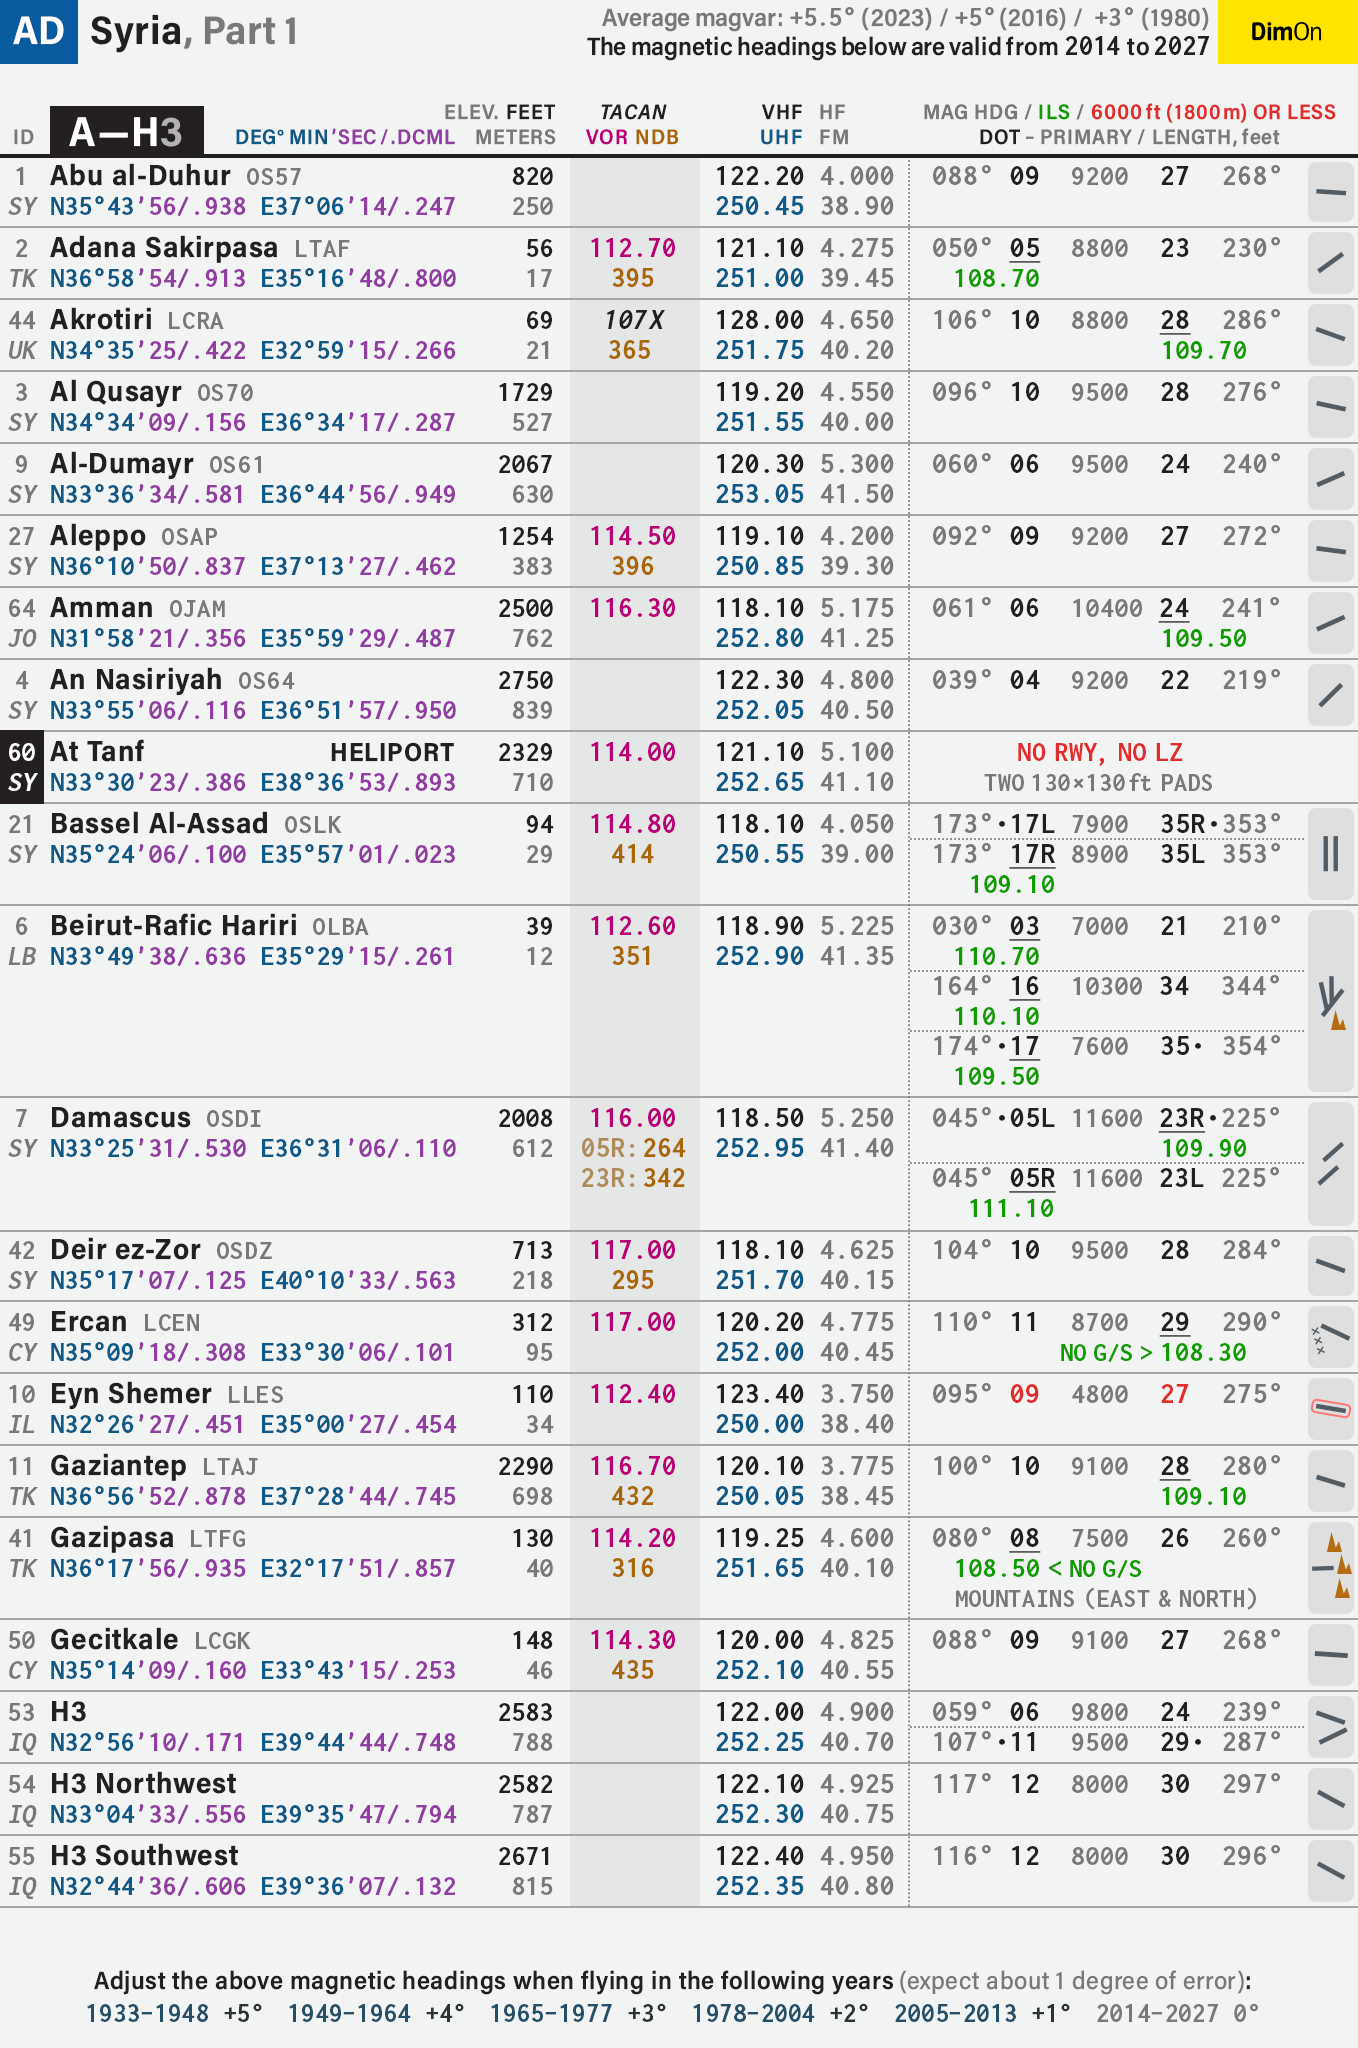 AD Syria, Part 1
Average magvar: +5.5° (2023) / +5° (2016) / +3° (1980)
The magnetic headings below are valid from 2014 to 2027
DimOn
ELEV. FEET TACAN VHF HF MAG HDG / ILS / 6000 ft (1800 m) OR LESS
ID A—H3 DEG° MIN'SEC/.DCML METERS VOR NDB UHF FM DOT – PRIMARY / LENGTH, feet
1 Abu al-Duhur OS57 820 122.20 4.000 088° 09 9200 27 268°
SY N35°43'56/.938 E37°06'14/.247 250 250.45 38.90
2 Adana Sakirpasa LTAF 56 112.70 121.10 4.275 050° 05 8800 23 230°
TK N36°58'54/.913 E35°16'48/.800 17 395 251.00 39.45 108.70
44 Akrotiri LCRA 69 107X 128.00 4.650 106° 10 8800 28 286°
UK N34°35'25/.422 E32°59'15/.266 21 365 251.75 40.20 109.70
3 Al Qusayr OS70 1729 119.20 4.550 096° 10 9500 28 276°
SY N34°34'09/.156 E36°34'17/.287 527 251.55 40.00
9 Al-Dumayr OS61 2067 120.30 5.300 060° 06 9500 24 240°
SY N33°36'34/.581 E36°44'56/.949 630 253.05 41.50
27 Aleppo OSAP 1254 114.50 119.10 4.200 092° 09 9200 27 272°
SY N36°10'50/.837 E37°13'27/.462 383 396 250.85 39.30
64 Amman OJAM 2500 116.30 118.10 5.175 061° 06 10400 24 241°
JO N31°58'21/.356 E35°59'29/.487 762 252.80 41.25 109.50
4 An Nasiriyah OS64 2750 122.30 4.800 039° 04 9200 22 219°
SY N33°55'06/.116 E36°51'57/.950 839 252.05 40.50
60 At Tanf HELIPORT 2329 114.00 121.10 5.100 NO RWY, NO LZ
SY N33°30'23/.386 E38°36'53/.893 710 252.65 41.10 TWO 130×130 ft PADS
21 Bassel Al-Assad OSLK 94 114.80 118.10 4.050 173°•17L 7900 35R•353°
SY N35°24'06/.100 E35°57'01/.023 29 414 250.55 39.00 173° 17R 8900 35L 353°
109.10
6 Beirut-Rafic Hariri OLBA 39 112.60 118.90 5.225 030° 03 7000 21 210°
LB N33°49'38/.636 E35°29'15/.261 12 351 252.90 41.35 110.70
164° 16 10300 34 344°
110.10
174°•17 7600 35• 354°
109.50
7 Damascus OSDI 2008 116.00 118.50 5.250 045°•05L 11600 23R•225°
SY N33°25'31/.530 E36°31'06/.110 612 05R: 264 252.95 41.40 109.90
23R: 342 045° 05R 11600 23L 225°
111.10
42 Deir ez-Zor OSDZ 713 117.00 118.10 4.625 104° 10 9500 28 284°
SY N35°17'07/.125 E40°10'33/.563 218 295 251.70 40.15
49 Ercan LCEN 312 117.00 120.20 4.775 110° 11 8700 29 290°
CY N35°09'18/.308 E33°30'06/.101 95 252.00 40.45 NO G/S > 108.30
10 Eyn Shemer LLES 110 112.40 123.40 3.750 095° 09 4800 27 275°
IL N32°26'27/.451 E35°00'27/.454 34 250.00 38.40
11 Gaziantep LTAJ 2290 116.70 120.10 3.775 100° 10 9100 28 280°
TK N36°56'52/.878 E37°28'44/.745 698 432 250.05 38.45 109.10
41 Gazipasa LTFG 130 114.20 119.25 4.600 080° 08 7500 26 260°
TK N36°17'56/.935 E32°17'51/.857 40 316 251.65 40.10 108.50 < NO G/S
MOUNTAINS (EAST & NORTH)
50 Gecitkale LCGK 148 114.30 120.00 4.825 088° 09 9100 27 268°
CY N35°14'09/.160 E33°43'15/.253 46 435 252.10 40.55
53 H3 2583 122.00 4.900 059° 06 9800 24 239°
IQ N32°56'10/.171 E39°44'44/.748 788 252.25 40.70 107°•11 9500 29• 287°
54 H3 Northwest 2582 122.10 4.925 117° 12 8000 30 297°
IQ N33°04'33/.556 E39°35'47/.794 787 252.30 40.75
55 H3 Southwest 2671 122.40 4.950 116° 12 8000 30 296°
IQ N32°44'36/.606 E39°36'07/.132 815 252.35 40.80
Adjust the above magnetic headings when flying in the following years (expect about 1 degree of error):
1933–1948 +5° 1949–1964 +4° 1965–1977 +3° 1978–2004 +2° 2005–2013 +1° 2014–2027 0°